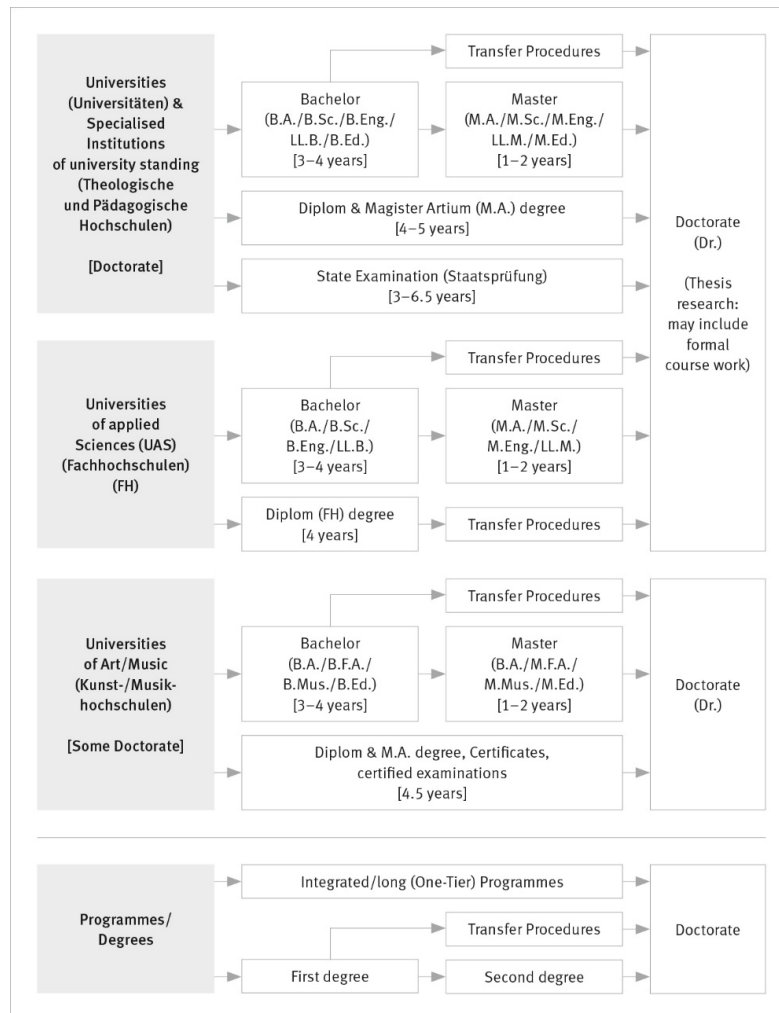 Universities
(Universitäten) &
Specialised
Institutions
of university standing
(Theologische
und Pädagogische
Hochschulen)
[Doctorate]
Transfer Procedures
Bachelor
(B.A./B.Sc./B.Eng./
LL.B./B.Ed.)
[3–4 years]
Master
(M.A./M.Sc./M.Eng./
LL.M./M.Ed.)
[1–2 years]
Diplom & Magister Artium (M.A.) degree
[4–5 years]
State Examination (Staatsprüfung)
[3–6.5 years]
Doctorate
(Dr.)
(Thesis
research:
may include
formal
course work)
Universities
of applied
Sciences (UAS)
(Fachhochschulen)
(FH)
Transfer Procedures
Bachelor
(B.A./B.Sc./
B.Eng./LL.B.)
[3–4 years]
Master
(M.A./M.Sc./
M.Eng./LL.M.)
[1–2 years]
Diplom (FH) degree
[4 years]
Transfer Procedures
Universities
of Art/Music
(Kunst-/Musik-
hochschulen)
[Some Doctorate]
Transfer Procedures
Bachelor
(B.A./B.F.A./
B.Mus./B.Ed.)
[3–4 years]
Master
(B.A./M.F.A./
M.Mus./M.Ed.)
[1–2 years]
Diplom & M.A. degree, Certificates,
certified examinations
[4.5 years]
Doctorate
(Dr.)
Programmes/
Degrees
Integrated/long (One-Tier) Programmes
Transfer Procedures
First degree
Second degree
Doctorate